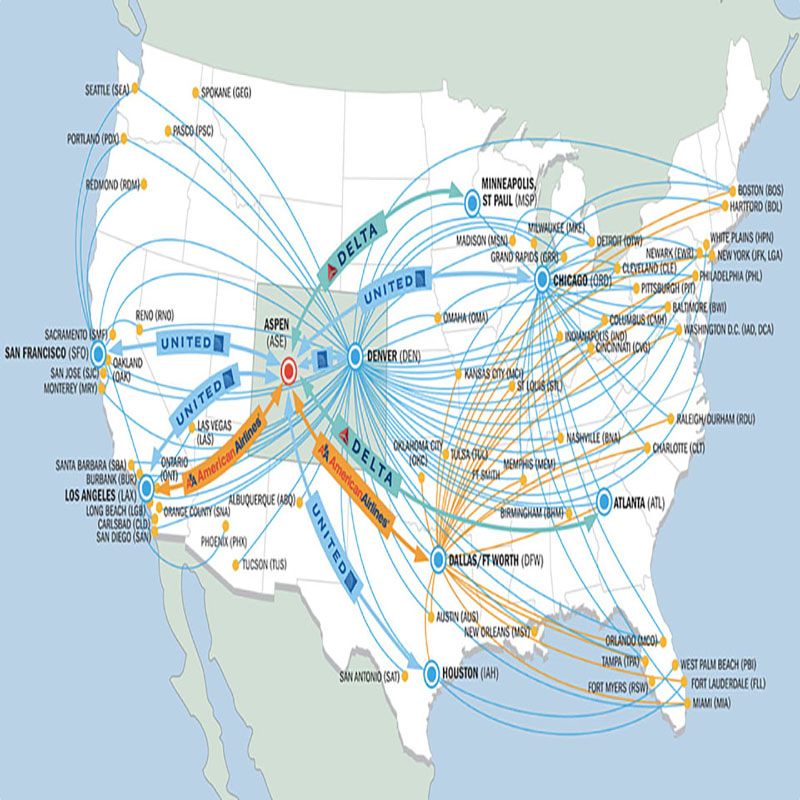 SEATTLE (SEA)
SPOKANE (GEG)
PORTLAND (PDX)
PASCO (PSC)
REDMOND (RDM)
MINNEAPOLIS,
ST PAUL (MSP)
BOSTON (BOS)
HARTFORD (BDL)
MILWAUKEE (MKE)
MADISON (MSN)
DETROIT (DTW)
WHITE PLAINS (HPN)
GRAND RAPIDS (GRR)
NEWARK (EWR)
NEW YORK (JFK, LGA)
DELTA
CLEVELAND (CLE)
CHICAGO (ORD)
PHILADELPHIA (PHL)
PITTSBURGH (PIT)
UNITED
BALTIMORE (BWI)
RENO (RNO)
OMAHA (OMA)
COLUMBUS (CMH)
ASPEN
(ASE)
SACRAMENTO (SMF)
WASHINGTON D.C. (IAD, DCA)
INDIANAPOLIS (IND)
CINCINNATI (CVG)
UNITED
SAN FRANCISCO (SFO)
DENVER (DEN)
OAKLAND
(OAK)
SAN JOSE (SJC)
MONTEREY (MRY)
KANSAS CITY (MCI)
ST LOUIS (STL)
UNITED
RALEIGH/DURHAM (RDU)
LAS VEGAS
(LAS)
NASHVILLE (BNA)
CHARLOTTE (CLT)
DELTA
OKLAHOMA CITY
(OKC)
TULSA (TUL)
AmericanAirlines
AmericanAirlines
SANTA BARBARA (SBA)
ONTARIO
(ONT)
MEMPHIS (MEM)
FT SMITH
BURBANK (BUR)
LOS ANGELES (LAX)
ALBUQUERQUE (ABQ)
ATLANTA (ATL)
LONG BEACH (LGB)
ORANGE COUNTY (SNA)
BIRMINGHAM (BHM)
CARLSBAD (CLD)
SAN DIEGO (SAN)
PHOENIX (PHX)
UNITED
TUCSON (TUS)
DALLAS/FT WORTH (DFW)
AUSTIN (AUS)
NEW ORLEANS (MSY)
ORLANDO (MCO)
TAMPA (TPA)
WEST PALM BEACH (PBI)
SAN ANTONIO (SAT)
HOUSTON (IAH)
FORT MYERS (RSW)
FORT LAUDERDALE (FLL)
MIAMI (MIA)